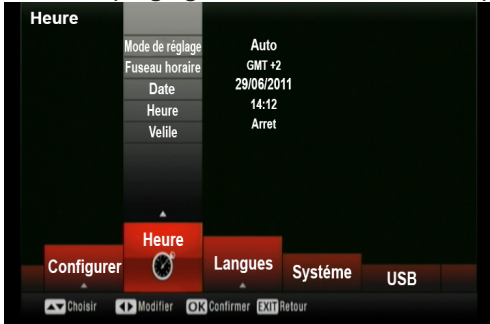 Heure
Mode de réglage Auto
Fuseau horaire GMT +2
Date 29/06/2011
Heure 14:12
Velile Arret
Configurer Heure Langues Systéme USB
Choisir Modifier OK Confirmer EXIT Retour